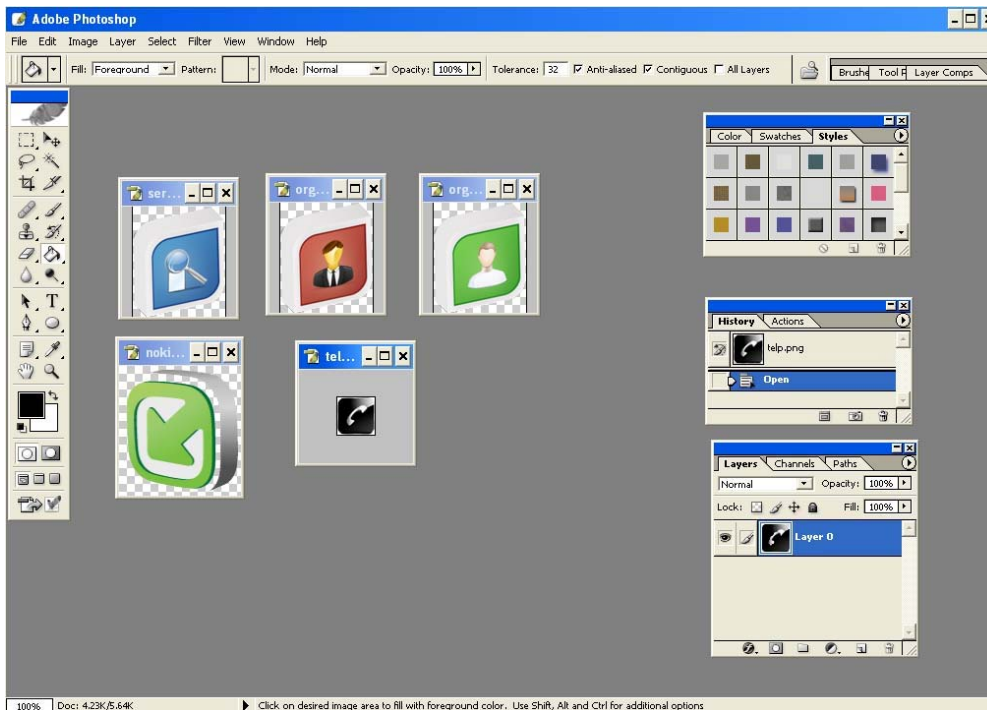 Adobe Photoshop
File Edit Image Layer Select Filter View Window Help
Fill: Foreground Pattern: Mode: Normal Opacity: 100% Tolerance: 32 Anti-aliased Contiguous All Layers Brushe Tool P Layer Comps
Color Swatches Styles
ser... org... org...
History Actions
telp.png
noki... tel...
Open
Layers Channels Paths
Normal Opacity: 100%
Lock: Fill: 100%
Layer 0
100% Doc: 4.23K/5.64K Click on desired image area to fill with foreground color. Use Shift, Alt and Ctrl for additional options